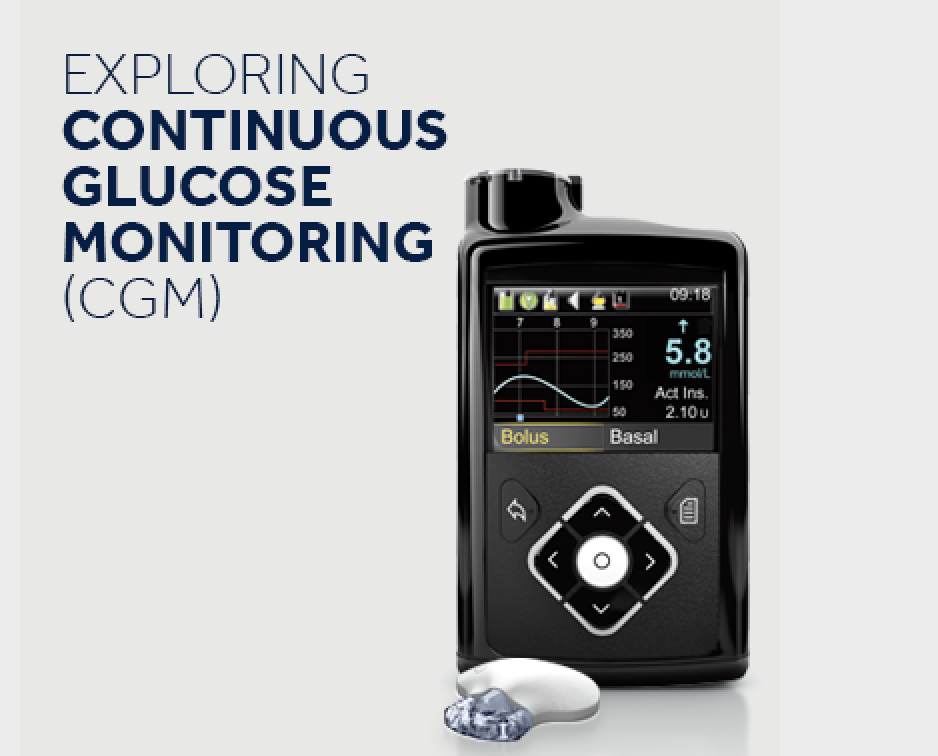 EXPLORING
CONTINUOUS
GLUCOSE
MONITORING
(CGM)
09:18
7 8 9
350
250
150
50
5.8
mmol/L
Act Ins.
2.10 u
Bolus
Basal